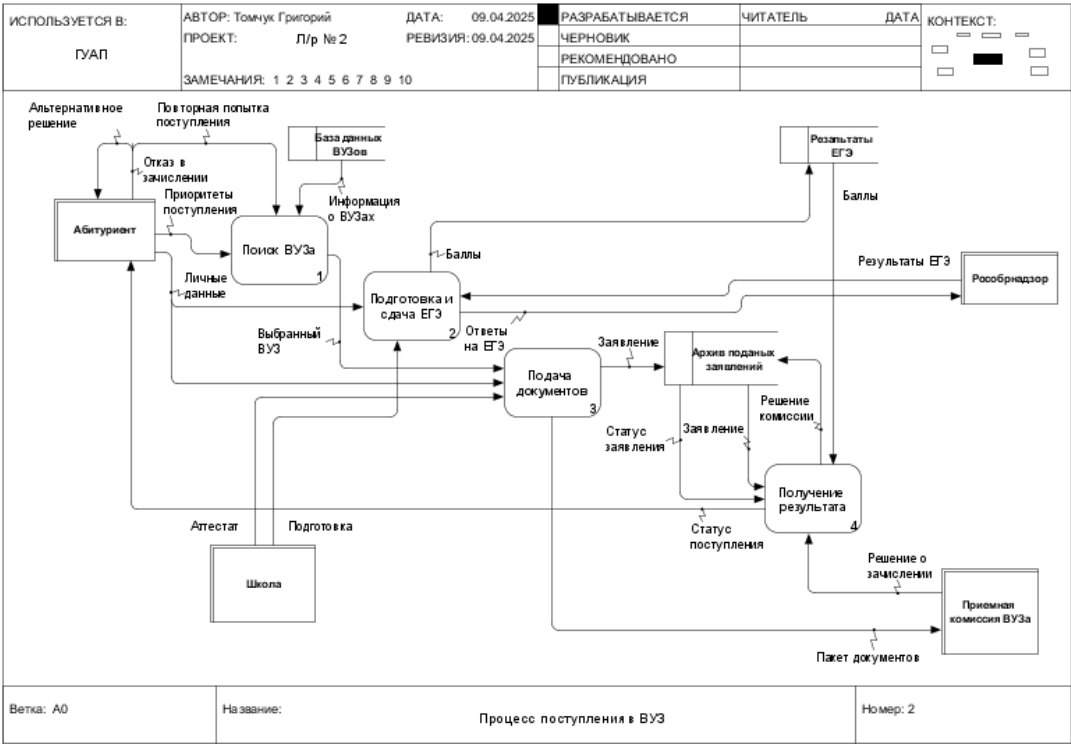 ИСПОЛЬЗУЕТСЯ В:
ГУАП
АВТОР: Томчук Григорий
ДАТА: 09.04.2025
ПРОЕКТ: Л/р № 2
РЕВИЗИЯ: 09.04.2025
ЗАМЕЧАНИЯ: 1 2 3 4 5 6 7 8 9 10
РАЗРАБАТЫВАЕТСЯ
ЧЕРНОВИК
РЕКОМЕНДОВАНО
ПУБЛИКАЦИЯ
ЧИТАТЕЛЬ
ДАТА
КОНТЕКСТ:
Альтернативное
решение
Повторная попытка
поступления
База данных
ВУЗов
Резапьтаты
ЕГЭ
Отказ в
зачислении
Приоритеты
поступления
Информация
о ВУЗах
Баллы
Абитуриент
Поиск ВУЗа
1
Баллы
Результаты ЕГЭ
Рособрнадзор
Личные
данные
Подготовка и
сдача ЕГЭ
2
Выбранный
ВУЗ
Ответы
на ЕГЭ
Заявление
Архив поданых
заявлений
Подача
документов
3
Решение
комиссии
Статус
заявления
Заявление
Получение
результата
4
Аттестат
Подготовка
Статус
поступления
Школа
Решение о
зачислении
Приемная
комиссия ВУЗа
Пакет документов
Ветка: A0
Название:
Процесс поступления в ВУЗ
Номер: 2